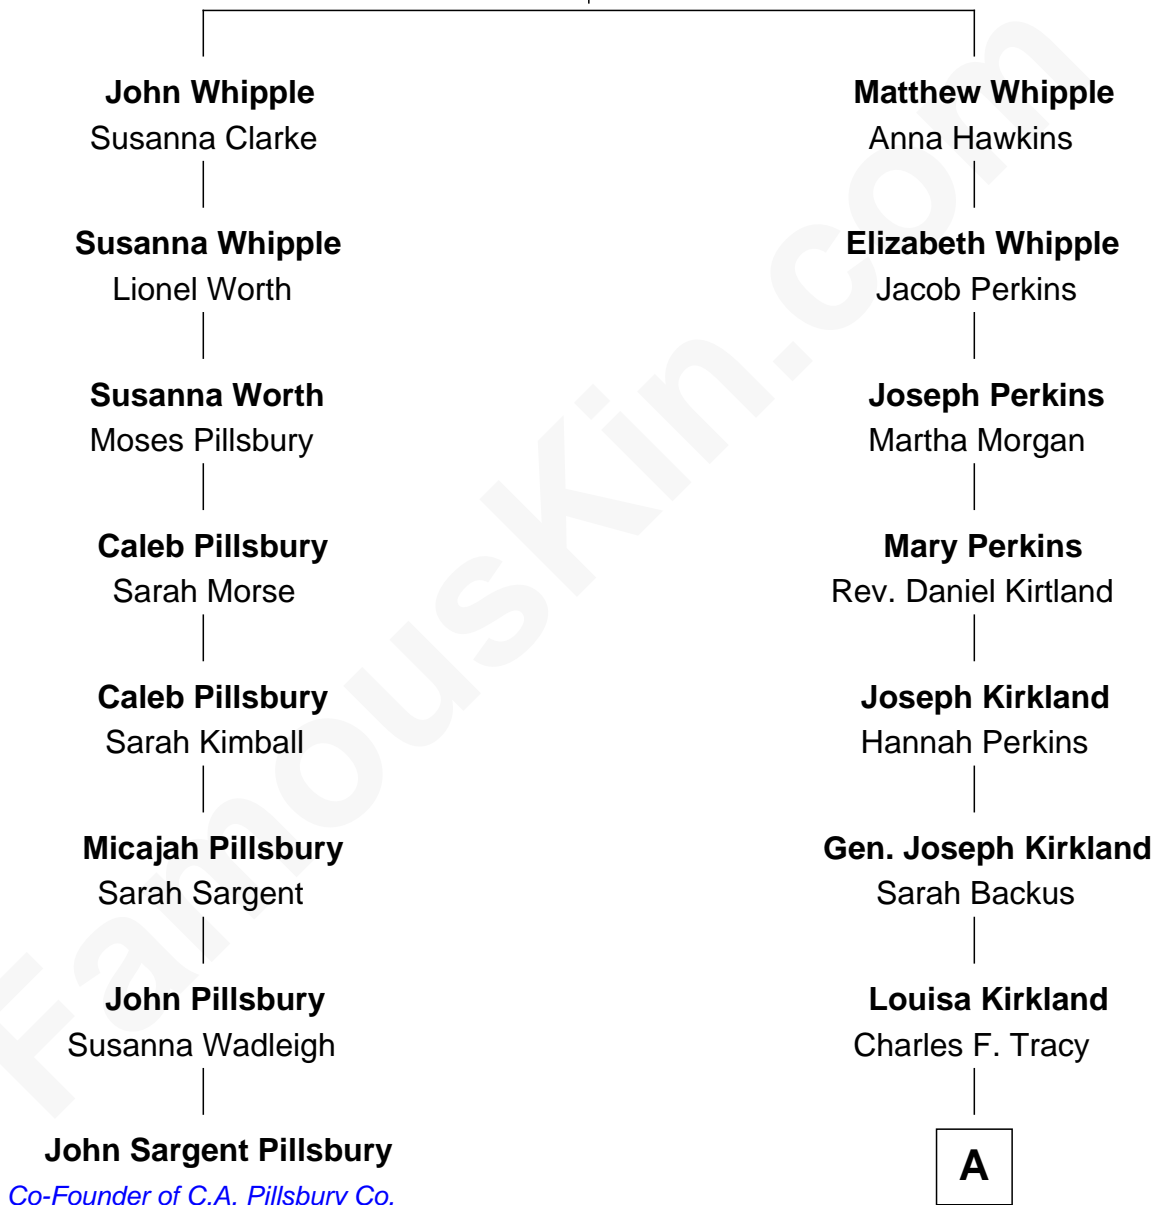 John Whipple
Susanna Clarke
Susanna Whipple
Lionel Worth
Susanna Worth
Moses Pillsbury
Caleb Pillsbury
Sarah Morse
Caleb Pillsbury
Sarah Kimball
Micajah Pillsbury
Sarah Sargent
John Pillsbury
Susanna Wadleigh
John Sargent Pillsbury
Co-Founder of C.A. Pillsbury Co.
Matthew Whipple
Anna Hawkins
Elizabeth Whipple
Jacob Perkins
Joseph Perkins
Martha Morgan
Mary Perkins
Rev. Daniel Kirtland
Joseph Kirkland
Hannah Perkins
Gen. Joseph Kirkland
Sarah Backus
Louisa Kirkland
Charles F. Tracy
A
FamousKin.com